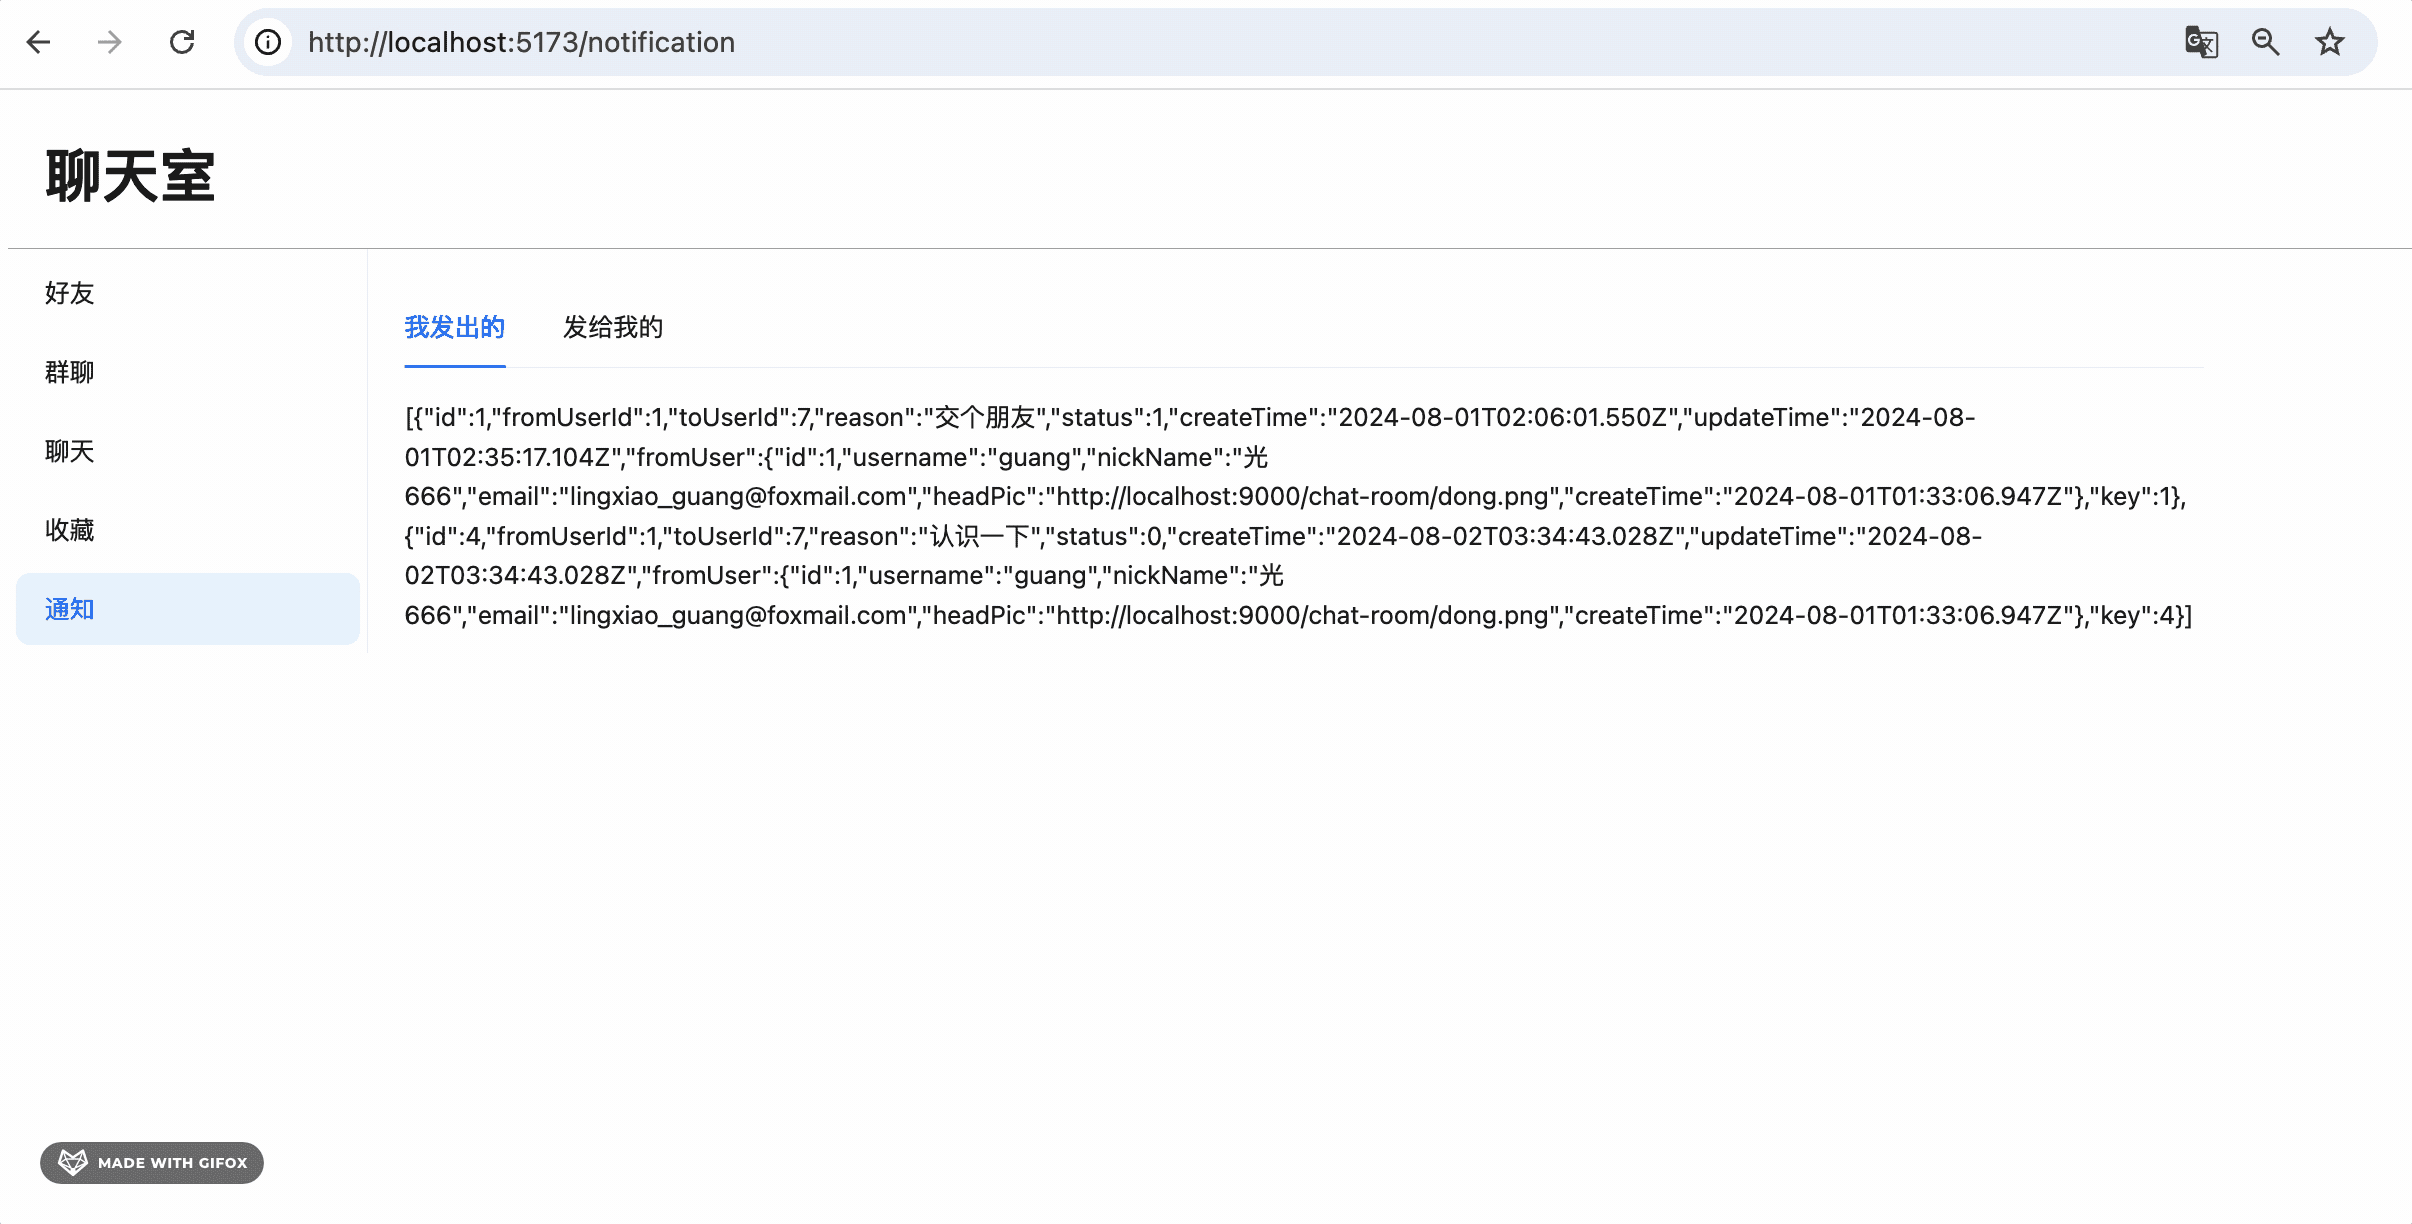 http://localhost:5173/notification
聊天室
好友
群聊
聊天
收藏
通知
我发出的 发给我的
[{"id":1,"fromUserId":1,"toUserId":7,"reason":"交个朋友","status":1,"createTime":"2024-08-01T02:06:01.550Z","updateTime":"2024-08-
01T02:35:17.104Z","fromUser":{"id":1,"username":"guang","nickName":"光
666","email":"lingxiao_guang@foxmail.com","headPic":"http://localhost:9000/chat-room/dong.png","createTime":"2024-08-01T01:33:06.947Z"},"key":1},
{"id":4,"fromUserId":1,"toUserId":7,"reason":"认识一下","status":0,"createTime":"2024-08-02T03:34:43.028Z","updateTime":"2024-08-
02T03:34:43.028Z","fromUser":{"id":1,"username":"guang","nickName":"光
666","email":"lingxiao_guang@foxmail.com","headPic":"http://localhost:9000/chat-room/dong.png","createTime":"2024-08-01T01:33:06.947Z"},"key":4}]
MADE WITH GIFOX